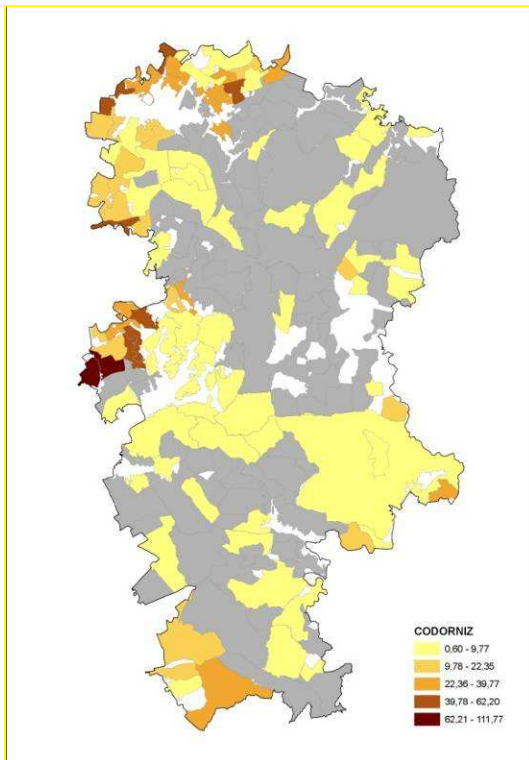 CODORNIZ
0,60 - 9,77
9,78 - 22,35
22,36 - 39,77
39,78 - 62,20
62,21 - 111,77